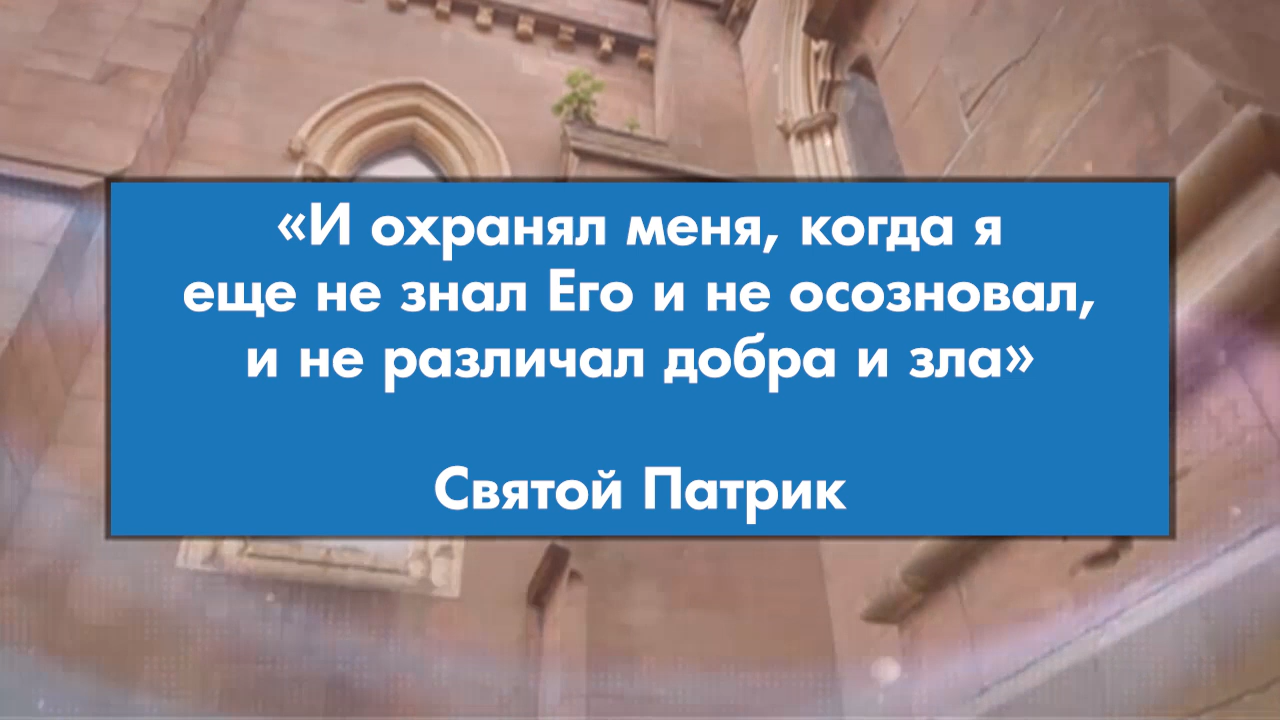 «И охранял меня, когда я
еще не знал Его и не осозновал,
и не различал добра и зла»
Святой Патрик